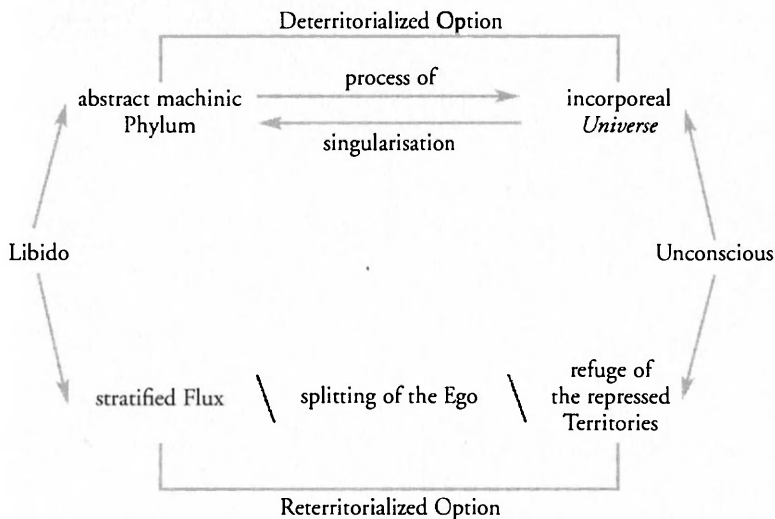 Deterritorialized Option
process of
abstract machinic
Phylum
incorporeal
Universe
singularisation
Libido
Unconscious
stratified Flux
\ splitting of the Ego \
refuge of
the repressed
Territories
Reterritorialized Option